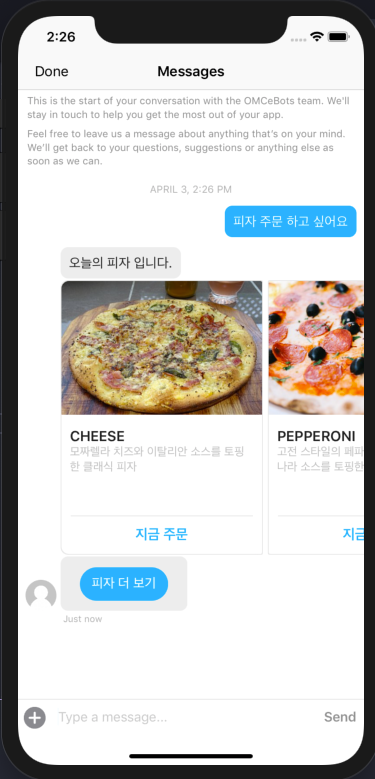 2:26
Done
Messages
This is the start of your conversation with the OMCeBots team. We'll
stay in touch to help you get the most out of your app.
Feel free to leave us a message about anything that's on your mind.
We'll get back to your questions, suggestions or anything else as
soon as we can.
APRIL 3, 2:26 PM
피자 주문 하고 싶어요
오늘의 피자 입니다.
CHEESE
모짜렐라 치즈와 이탈리안 소스를 토핑
한 클래식 피자
지금 주문
PEPPERONI
고전 스타일의 페파
나라 소스를 토핑한
지금
피자 더 보기
Just now
Type a message...
Send